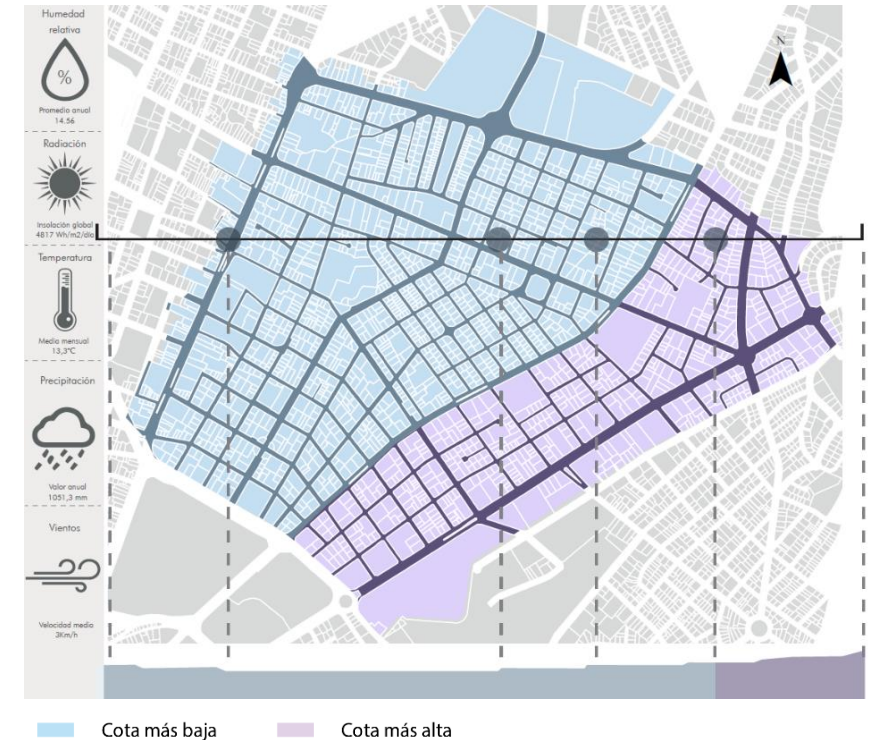 Humedad
relativa
%
Promedio anual
14.56
Radiación
Insolación global
4817 Wh/m2/día
Temperatura
Media mensual
13,3°C
Precipitación
Valor anual
1051,3 mm
Vientos
Velocidad media
3Km/h
N
Cota más baja
Cota más alta